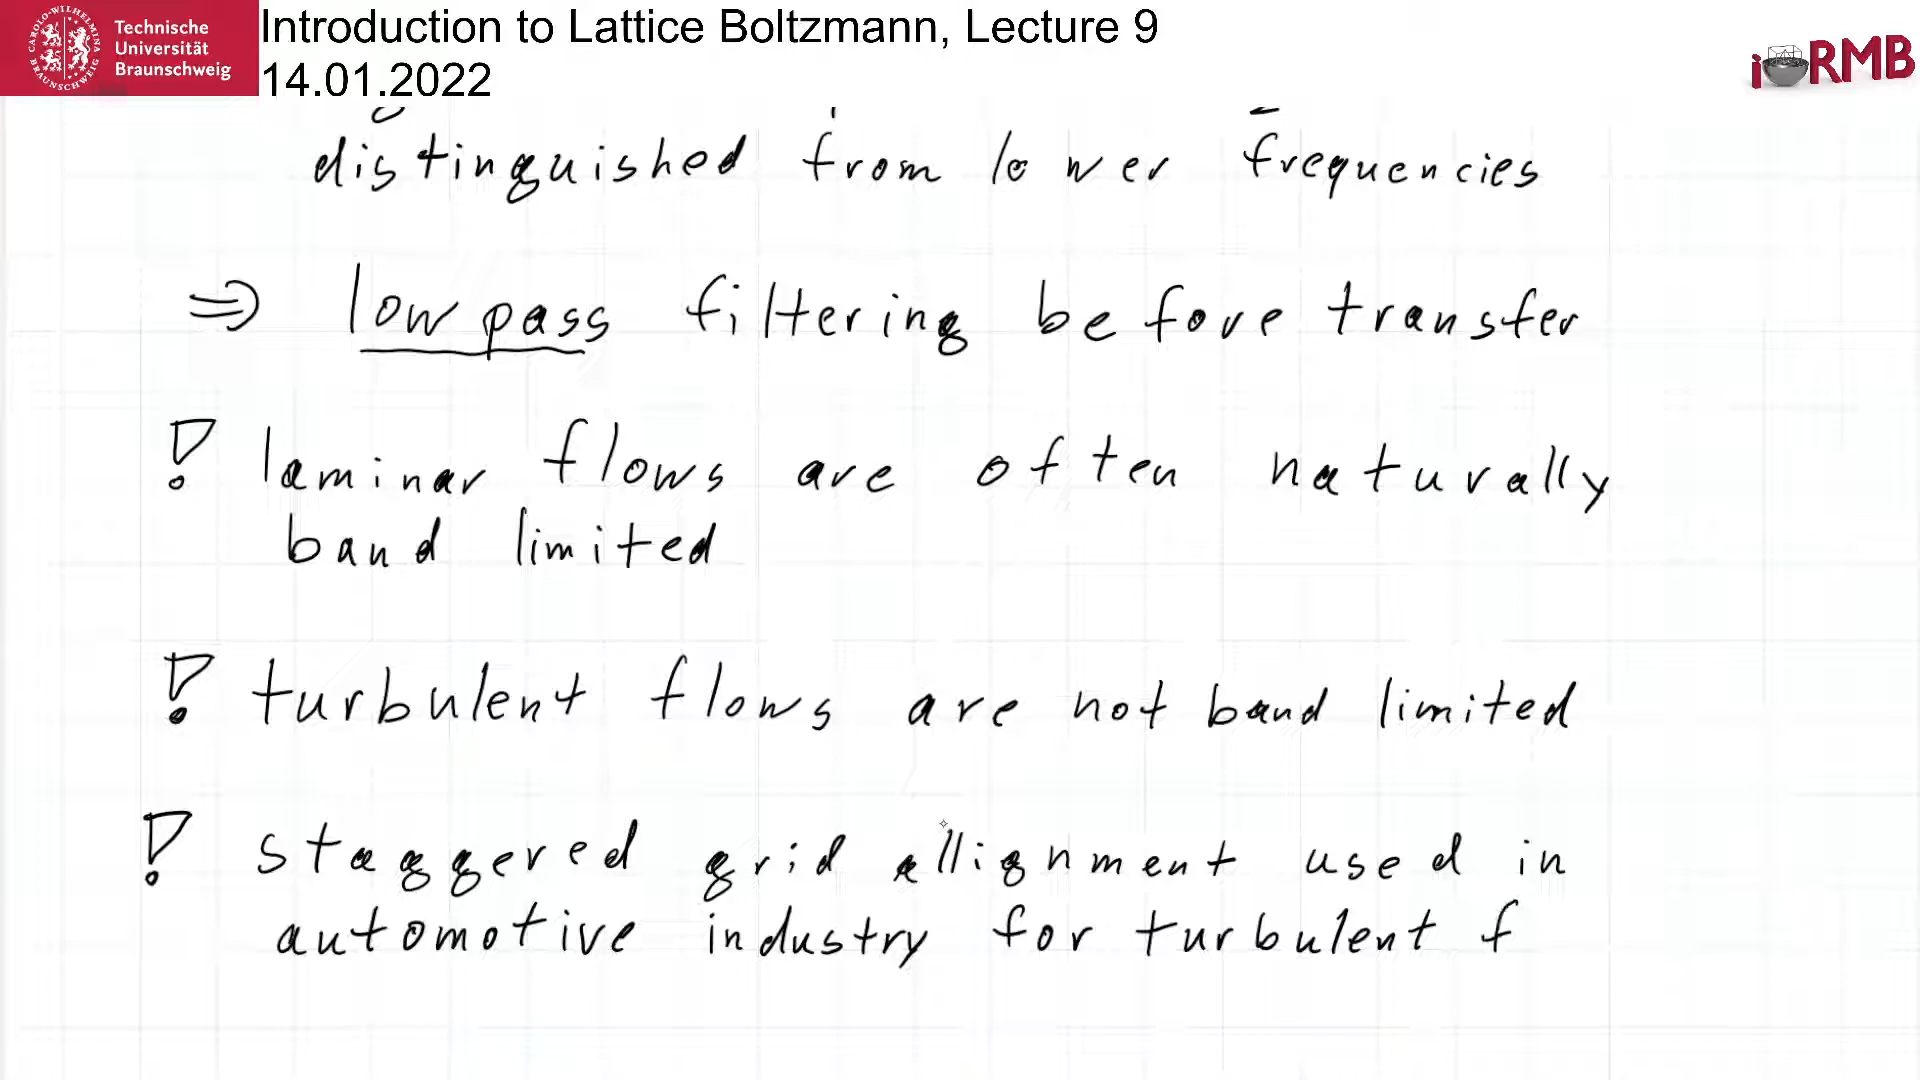 Technische
Universität
Braunschweig
Introduction to Lattice Boltzmann, Lecture 9
14.01.2022
iRMB
distinguished from lower frequencies
⇒ low pass filtering before transfer
! laminar flows are often naturally
band limited
! turbulent flows are not band limited
! staggered grid allignment used in
automotive industry for turbulent f